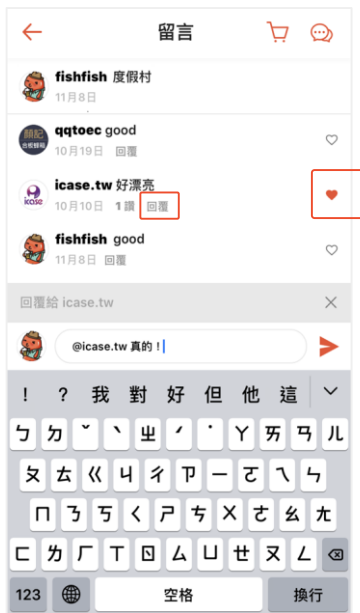 留言
fishfish 度假村
11月8日
顏記
qqtoec good
10月19日 回覆
icase
icase.tw 好漂亮
10月10日 1 讚 回覆
fishfish good
11月8日 回覆
回覆給 icase.tw
@icase.tw 真的！
! ? 我 對 好 但 他 這
ㄅ ㄉ ˇ ˋ ㄓ ˊ ˙ ㄚ ㄞ ㄢ ㄦ
ㄆ ㄊ ㄍ ㄐ ㄔ ㄗ ㄧ ㄛ ㄟ ㄣ
ㄇ ㄋ ㄎ ㄑ ㄕ ㄘ ㄨ ㄜ ㄠ ㄤ
ㄈ ㄌ ㄏ ㄒ ㄖ ㄙ ㄩ ㄝ ㄡ ㄥ
123 空格 換行